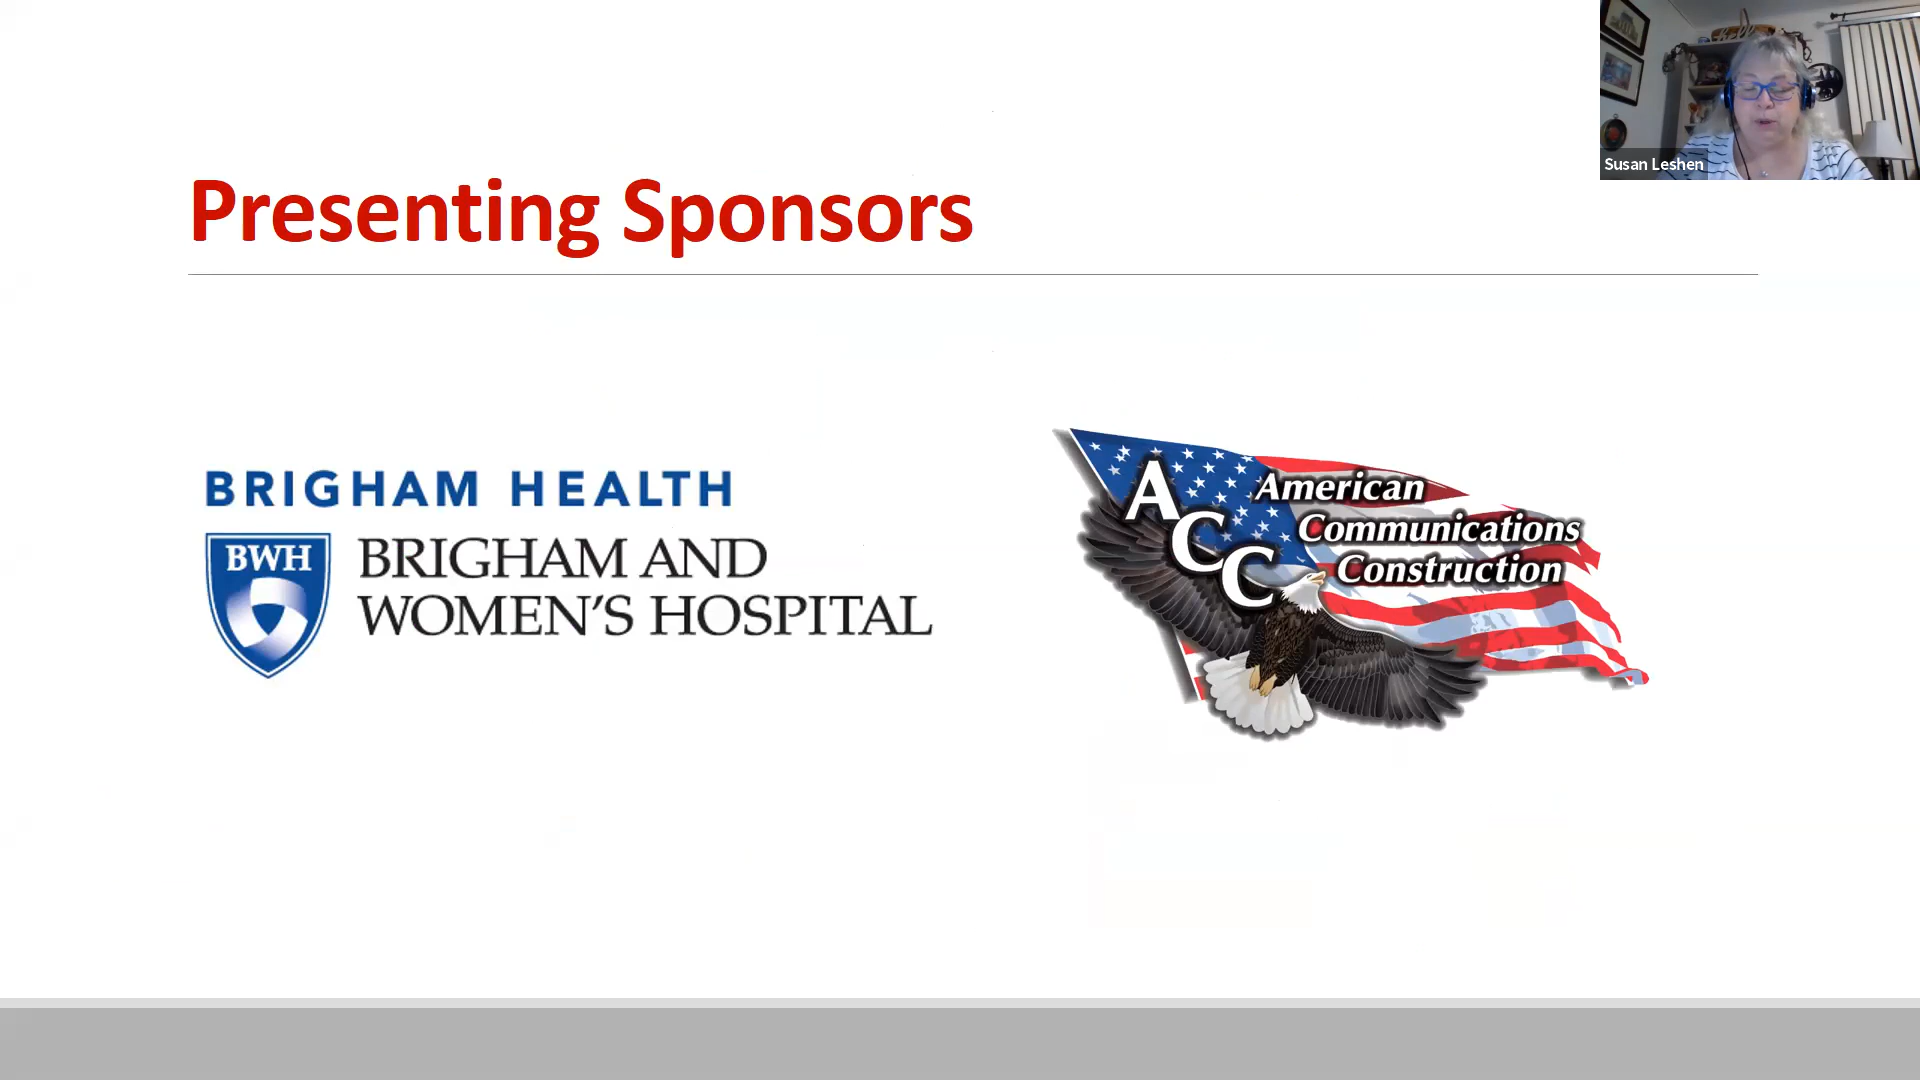 Susan Leshen
Presenting Sponsors
BRIGHAM HEALTH
BWH
BRIGHAM AND
WOMEN'S HOSPITAL
ACC
American
Communications
Construction